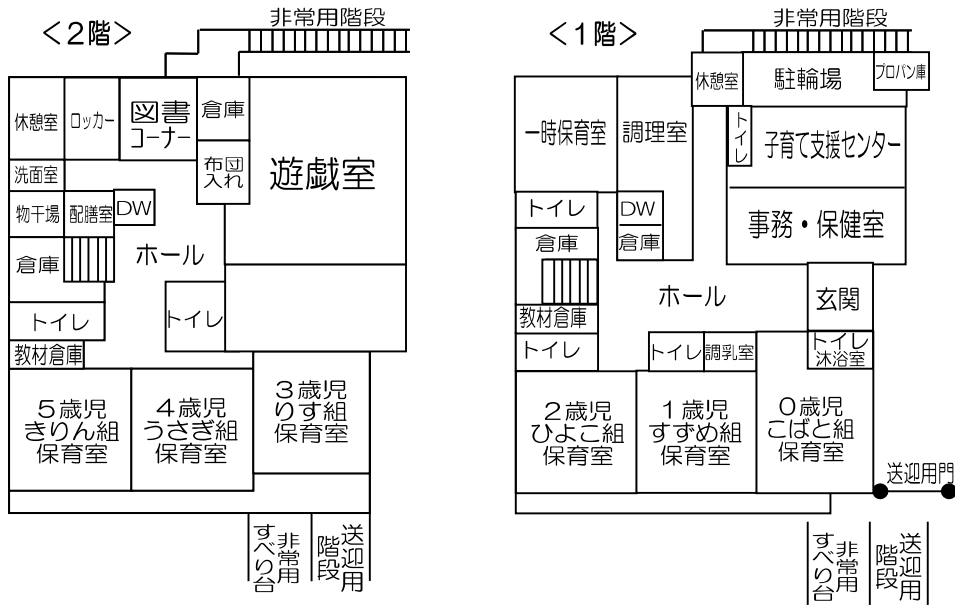 <2階>
非常用階段
休憩室
ロッカー
図書
コーナー
倉庫
布団
入れ
遊戯室
洗面室
物干場
配膳室
DW
ホール
倉庫
トイレ
トイレ
教材倉庫
5歳児
きりん組
保育室
4歳児
うさぎ組
保育室
3歳児
りす組
保育室
非常用
すべり台
送迎用
階段
<1階>
非常用階段
休憩室
駐輪場
プロパン庫
一時保育室
調理室
トイレ
子育て支援センター
トイレ
DW
倉庫
倉庫
事務・保健室
ホール
玄関
教材倉庫
トイレ
トイレ
調乳室
トイレ
沐浴室
2歳児
ひよこ組
保育室
1歳児
すずめ組
保育室
0歳児
こばと組
保育室
送迎用門
非常用
すべり台
送迎用
階段